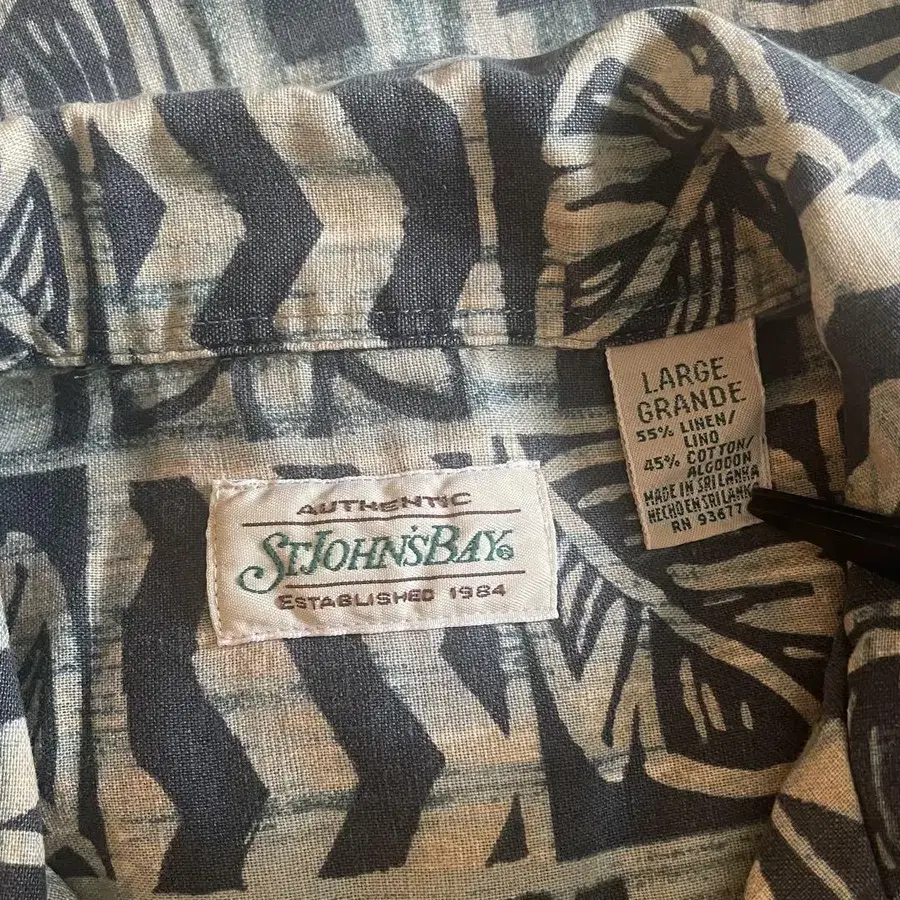 LARGE
GRANDE
55% LINEN/
LINO
45% COTTON/
ALGODON
MADE IN SRI LANKA
HECHO EN SRI LANKA
RN 93677
AUTHENTIC
ST JOHN'S BAY®
ESTABLISHED 1984